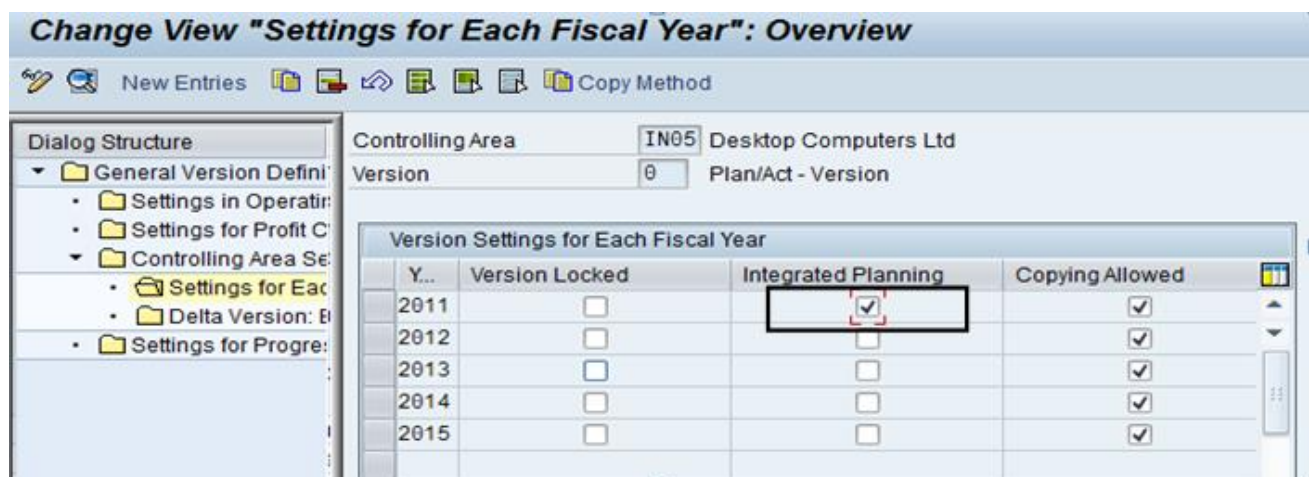 Change View "Settings for Each Fiscal Year": Overview
New Entries Copy Method
Dialog Structure
General Version Defini
Settings in Operatin
Settings for Profit C
Controlling Area Se
Settings for Eac
Delta Version: B
Settings for Progre
Controlling Area IN05 Desktop Computers Ltd
Version 0 Plan/Act - Version
Version Settings for Each Fiscal Year
Y... Version Locked Integrated Planning Copying Allowed
2011
2012
2013
2014
2015